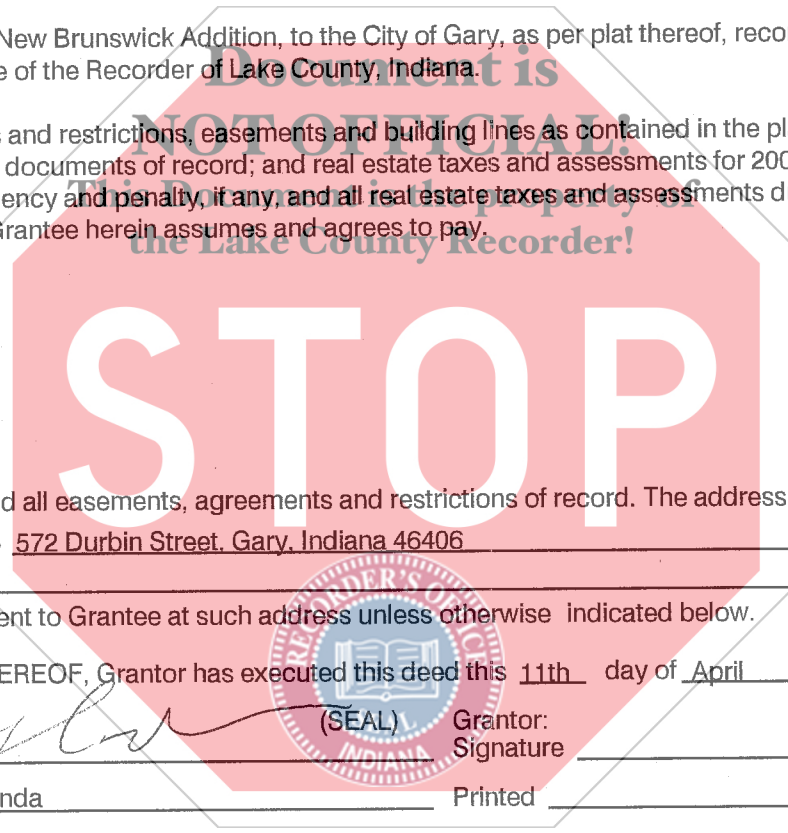 New Brunswick Addition, to the City of Gary, as per plat thereof, reco
e of the Recorder of Lake County, Indiana.
Document is
s and restrictions, easements and building lines as contained in the pl
NOT OFFICIAL!
documents of record; and real estate taxes and assessments for 200
ency and penalty, if any, and all real estate taxes and assessments d
This Document is the property of
Grantee herein assumes and agrees to pay.
the Lake County Recorder!
STOP
d all easements, agreements and restrictions of record. The address
572 Durbin Street, Gary, Indiana 46406
ent to Grantee at such address unless otherwise indicated below.
EREOF, Grantor has executed this deed this 11th day of April
(SEAL) Grantor:
Signature
nda Printed
RECORDER'S OFFICE
SEAL
INDIANA